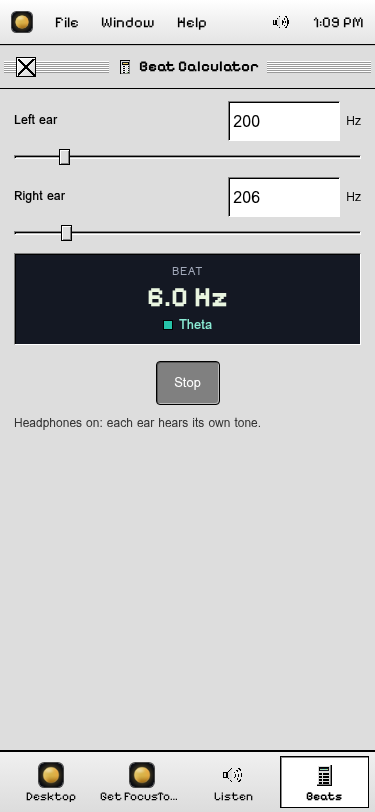 File Window Help 1:09 PM
Beat Calculator
Left ear 200 Hz
Right ear 206 Hz
BEAT
6.0 Hz
Theta
Stop
Headphones on: each ear hears its own tone.
Desktop Get FocusTo... Listen Beats